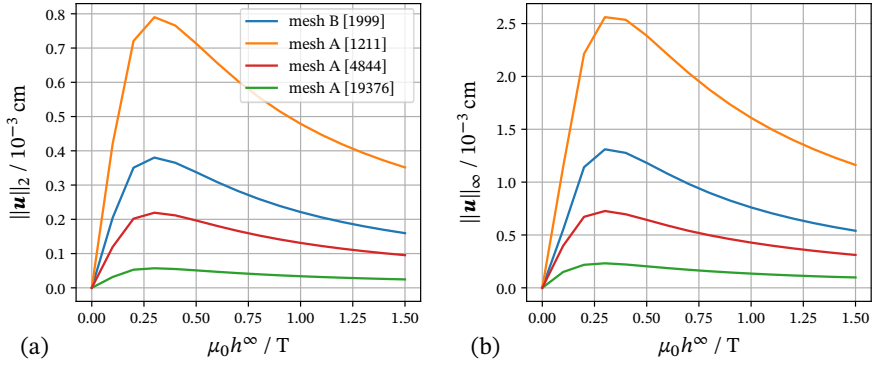 0.8
0.7
0.6
0.5
0.4
0.3
0.2
0.1
0.0
||u||₂ / 10⁻³ cm
mesh B [1999]
mesh A [1211]
mesh A [4844]
mesh A [19376]
0.00 0.25 0.50 0.75 1.00 1.25 1.50
(a)
μ₀h^∞ / T
2.5
2.0
1.5
1.0
0.5
0.0
||u||∞ / 10⁻³ cm
0.00 0.25 0.50 0.75 1.00 1.25 1.50
(b)
μ₀h^∞ / T